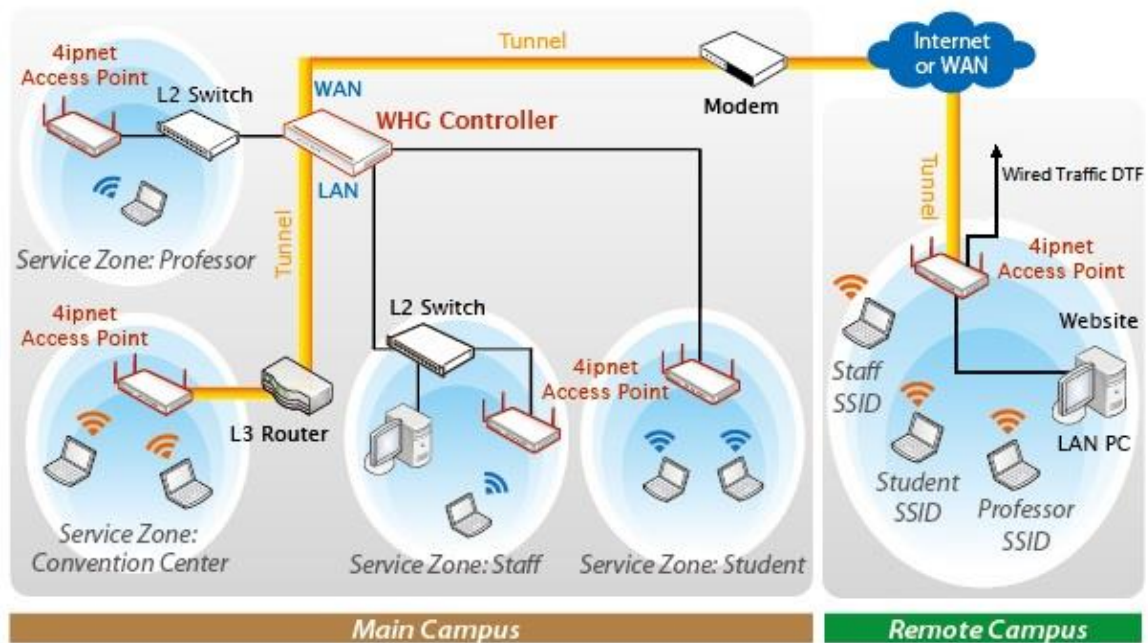 4ipnet
Access Point
L2 Switch
Tunnel
WAN
WHG Controller
LAN
Modem
Internet
or WAN
Tunnel
Wired Traffic DTF
Service Zone: Professor
Tunnel
4ipnet
Access Point
L3 Router
Service Zone:
Convention Center
L2 Switch
4ipnet
Access Point
Service Zone: Staff
Service Zone: Student
4ipnet
Access Point
Website
Staff
SSID
LAN PC
Student
SSID
Professor
SSID
Main Campus
Remote Campus